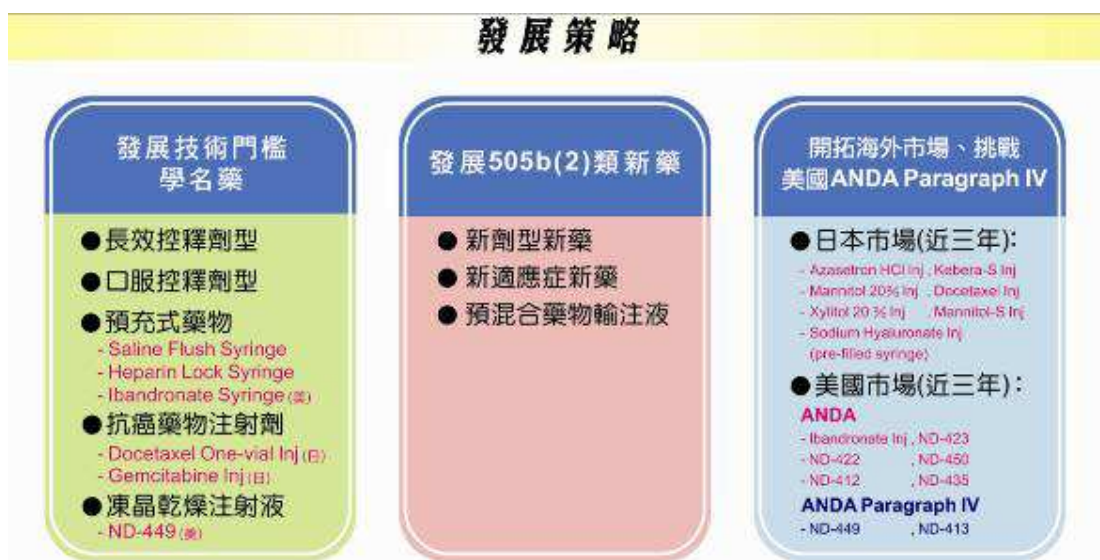 發展策略
發展技術門檻
學名藥
●長效控釋劑型
●口服控釋劑型
●預充式藥物
- Saline Flush Syringe
- Heparin Lock Syringe
- Ibandronate Syringe (美)
●抗癌藥物注射劑
- Docetaxel One-vial Inj (日)
- Gemcitabine Inj (日)
●凍晶乾燥注射液
- ND-449 (美)
發展505b(2)類新藥
● 新劑型新藥
● 新適應症新藥
● 預混合藥物輸注液
開拓海外市場、挑戰
美國ANDA Paragraph IV
●日本市場(近三年):
- Azasetron HCl Inj , Kebera-S Inj
- Mannitol 20% Inj , Docetaxel Inj
- Xylitol 20 % Inj , Mannitol-S Inj
- Sodium Hyaluronate Inj
(pre-filled syringe)
●美國市場(近三年):
ANDA
- Ibandronate Inj , ND-423
- ND-422 , ND-450
- ND-412 , ND-435
ANDA Paragraph IV
- ND-449 , ND-413